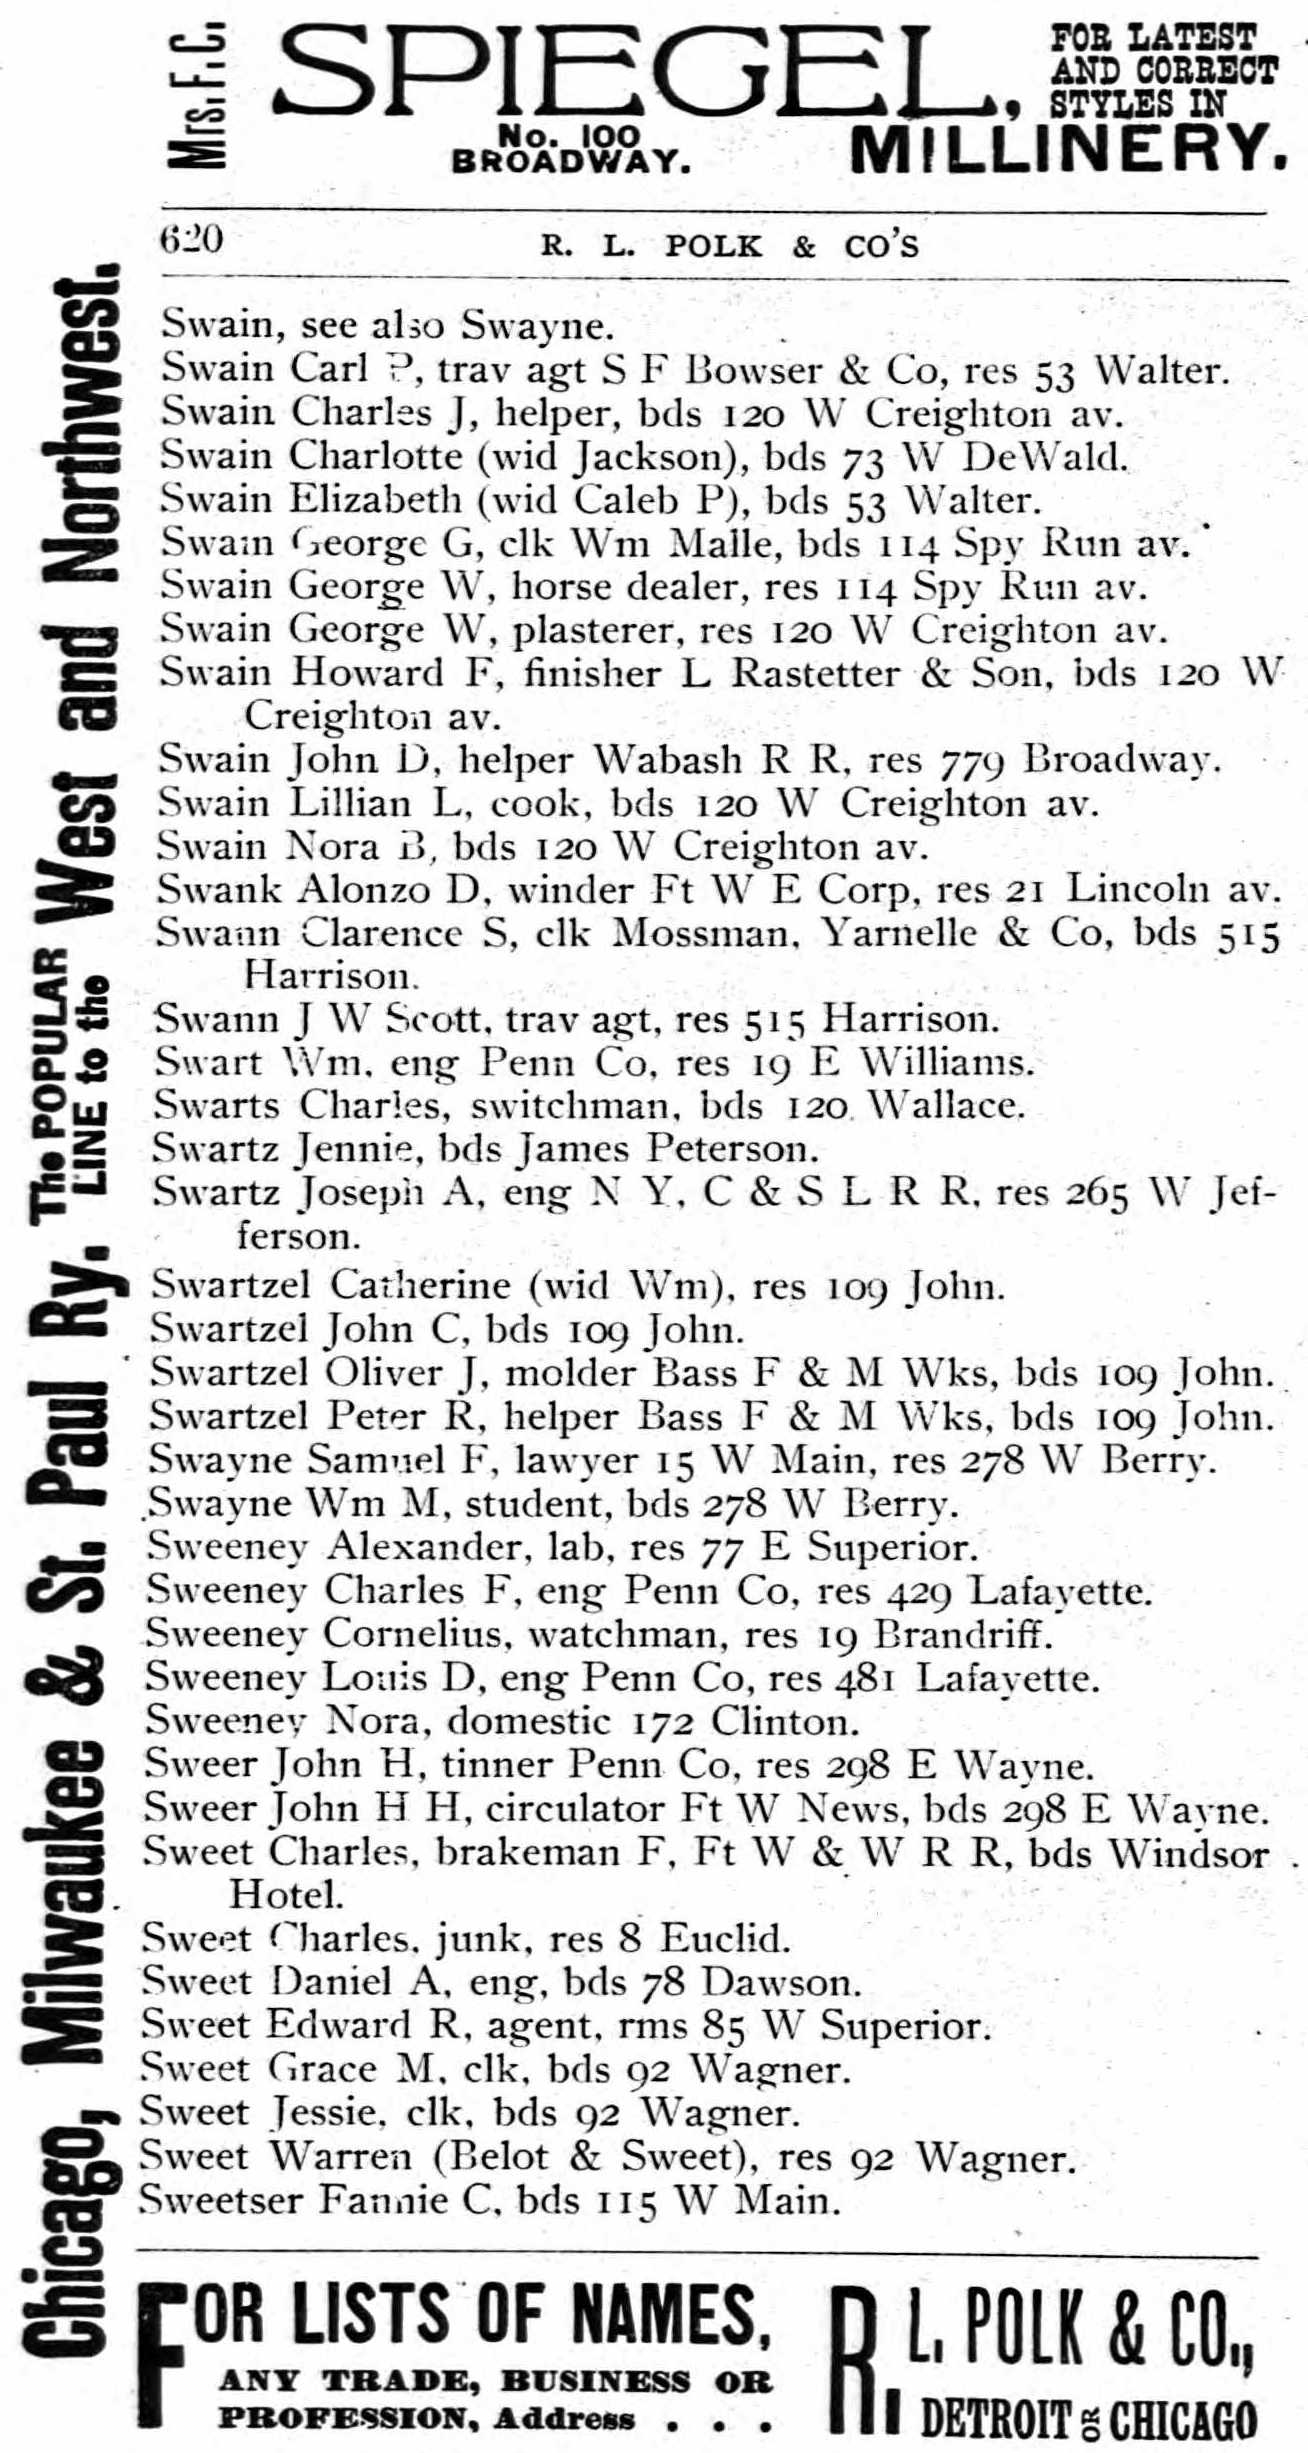 Mrs. F. C. SPIEGEL,
No. 100
BROADWAY.
FOR LATEST
AND CORRECT
STYLES IN
MILLINERY.
620 R. L. POLK & CO'S
Swain, see also Swayne.
Swain Carl P, trav agt S F Bowser & Co, res 53 Walter.
Swain Charles J, helper, bds 120 W Creighton av.
Swain Charlotte (wid Jackson), bds 73 W DeWald.
Swain Elizabeth (wid Caleb P), bds 53 Walter.
Swain George G, clk Wm Malle, bds 114 Spy Run av.
Swain George W, horse dealer, res 114 Spy Run av.
Swain George W, plasterer, res 120 W Creighton av.
Swain Howard F, finisher L Rastetter & Son, bds 120 W
Creighton av.
Swain John D, helper Wabash R R, res 779 Broadway.
Swain Lillian L, cook, bds 120 W Creighton av.
Swain Nora B, bds 120 W Creighton av.
Swank Alonzo D, winder Ft W E Corp, res 21 Lincoln av.
Swann Clarence S, clk Mossman, Yarnelle & Co, bds 515
Harrison.
Swann J W Scott, trav agt, res 515 Harrison.
Swart Wm, eng Penn Co, res 19 E Williams.
Swarts Charles, switchman, bds 120 Wallace.
Swartz Jennie, bds James Peterson.
Swartz Joseph A, eng N Y, C & S L R R, res 265 W Jef-
ferson.
Swartzel Catherine (wid Wm), res 109 John.
Swartzel John C, bds 109 John.
Swartzel Oliver J, molder Bass F & M Wks, bds 109 John.
Swartzel Peter R, helper Bass F & M Wks, bds 109 John.
Swayne Samuel F, lawyer 15 W Main, res 278 W Berry.
Swayne Wm M, student, bds 278 W Berry.
Sweeney Alexander, lab, res 77 E Superior.
Sweeney Charles F, eng Penn Co, res 429 Lafayette.
Sweeney Cornelius, watchman, res 19 Brandriff.
Sweeney Louis D, eng Penn Co, res 481 Lafayette.
Sweeney Nora, domestic 172 Clinton.
Sweer John H, tinner Penn Co, res 298 E Wayne.
Sweer John H H, circulator Ft W News, bds 298 E Wayne.
Sweet Charles, brakeman F, Ft W & W R R, bds Windsor
Hotel.
Sweet Charles, junk, res 8 Euclid.
Sweet Daniel A, eng, bds 78 Dawson.
Sweet Edward R, agent, rms 85 W Superior.
Sweet Grace M, clk, bds 92 Wagner.
Sweet Jessie, clk, bds 92 Wagner.
Sweet Warren (Belot & Sweet), res 92 Wagner.
Sweetser Fannie C, bds 115 W Main.
Chicago, Milwaukee & St. Paul Ry. The POPULAR LINE to the West and Northwest.
FOR LISTS OF NAMES,
ANY TRADE, BUSINESS OR
PROFESSION, Address . . .
R. L. POLK & CO.,
DETROIT OR CHICAGO